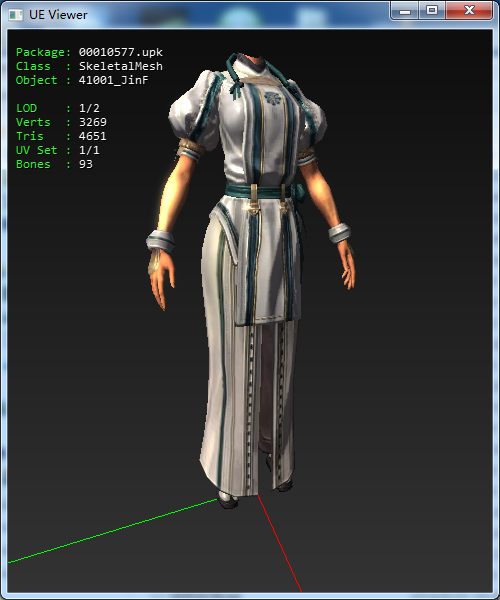 UE Viewer
Package: 00010577.upk
Class : SkeletalMesh
Object : 41001_JinF
LOD : 1/2
Verts : 3269
Tris : 4651
UV Set : 1/1
Bones : 93